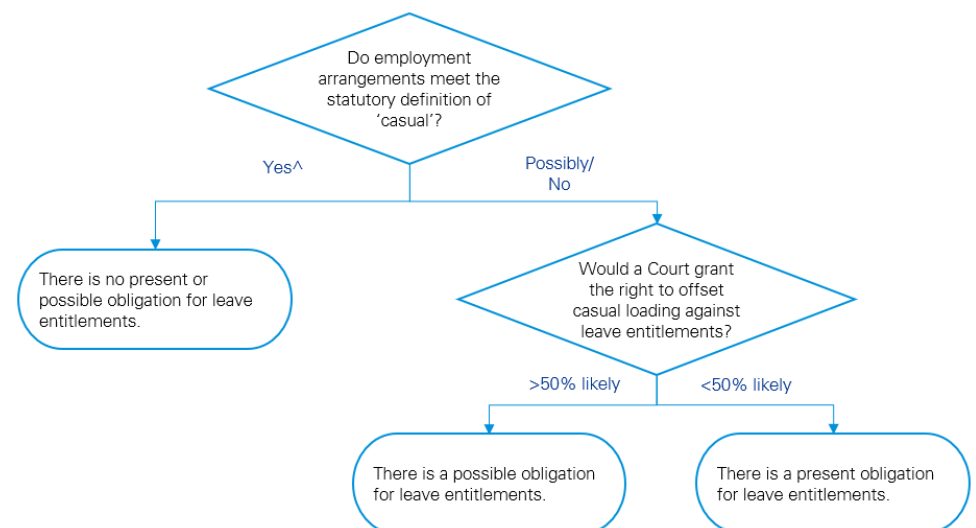 Do employment
arrangements meet the
statutory definition of
‘casual’?
Yes^
Possibly/
No
There is no present or
possible obligation for leave
entitlements.
Would a Court grant
the right to offset
casual loading against
leave entitlements?
>50% likely
<50% likely
There is a possible obligation
for leave entitlements.
There is a present obligation
for leave entitlements.